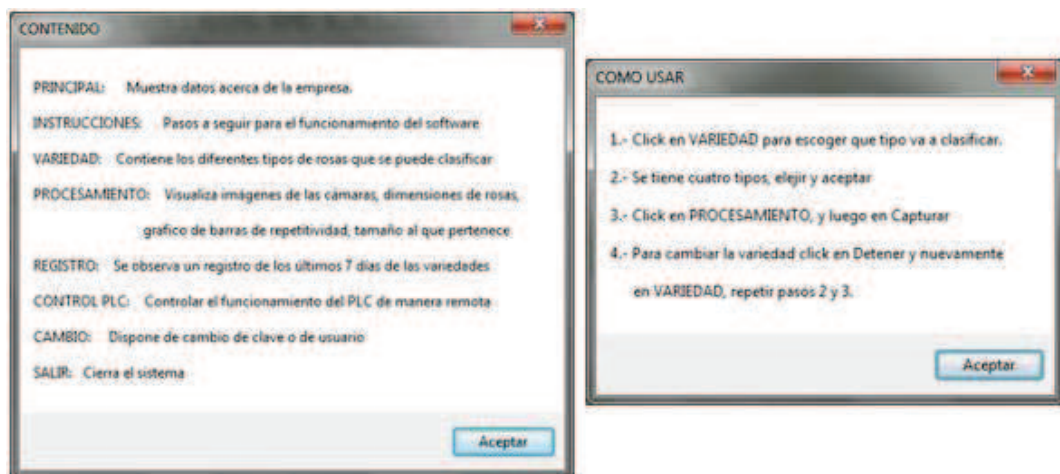 CONTENIDO
PRINCIPAL: Muestra datos acerca de la empresa.
INSTRUCCIONES: Pasos a seguir para el funcionamiento del software
VARIEDAD: Contiene los diferentes tipos de rosas que se puede clasificar
PROCESAMIENTO: Visualiza imágenes de las cámaras, dimensiones de rosas,
grafico de barras de repetitividad, tamaño al que pertenece
REGISTRO: Se observa un registro de los últimos 7 días de las variedades
CONTROL PLC: Controlar el funcionamiento del PLC de manera remota
CAMBIO: Dispone de cambio de clave o de usuario
SALIR: Cierra el sistema
Aceptar
COMO USAR
1.- Click en VARIEDAD para escoger que tipo va a clasificar.
2.- Se tiene cuatro tipos, elejir y aceptar
3.- Click en PROCESAMIENTO, y luego en Capturar
4.- Para cambiar la variedad click en Detener y nuevamente
en VARIEDAD, repetir pasos 2 y 3.
Aceptar